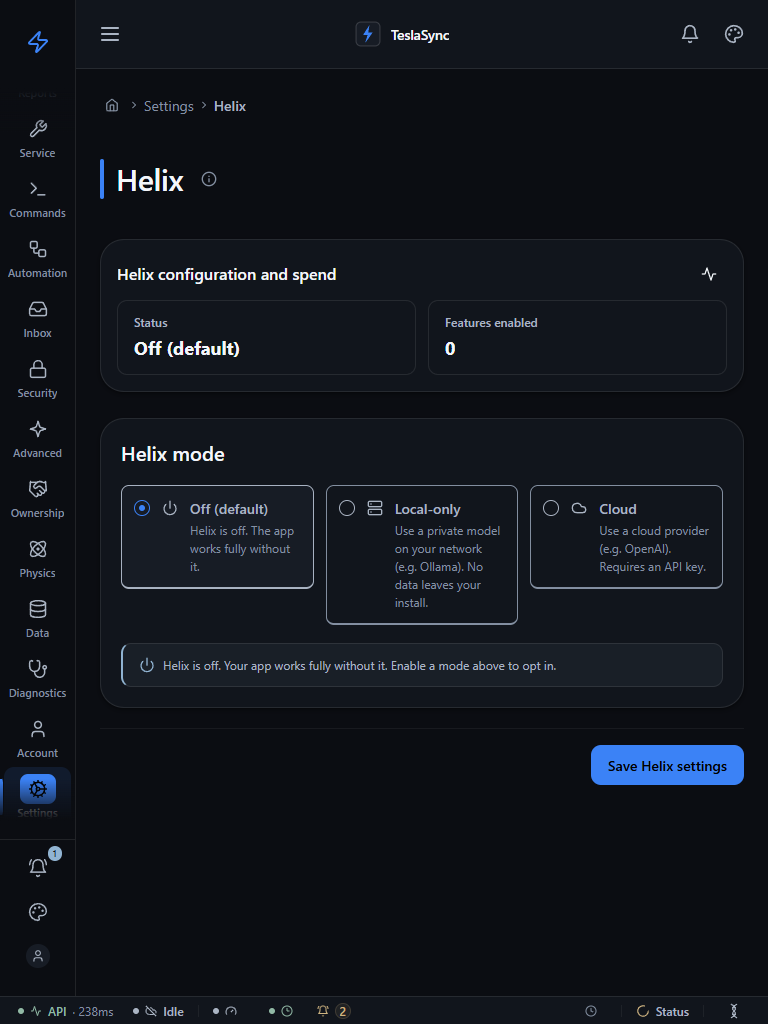 TeslaSync
Settings
Helix
Helix
Service
Commands
Automation
Inbox
Security
Advanced
Ownership
Physics
Data
Diagnostics
Account
Settings
1
Helix configuration and spend
Status
Off (default)
Features enabled
0
Helix mode
Off (default)
Helix is off. The app
works fully without
it.
Local-only
Use a private model
on your network
(e.g. Ollama). No
data leaves your
install.
Cloud
Use a cloud provider
(e.g. OpenAI).
Requires an API key.
Helix is off. Your app works fully without it. Enable a mode above to opt in.
Save Helix settings
API · 238ms
Idle
2
Status